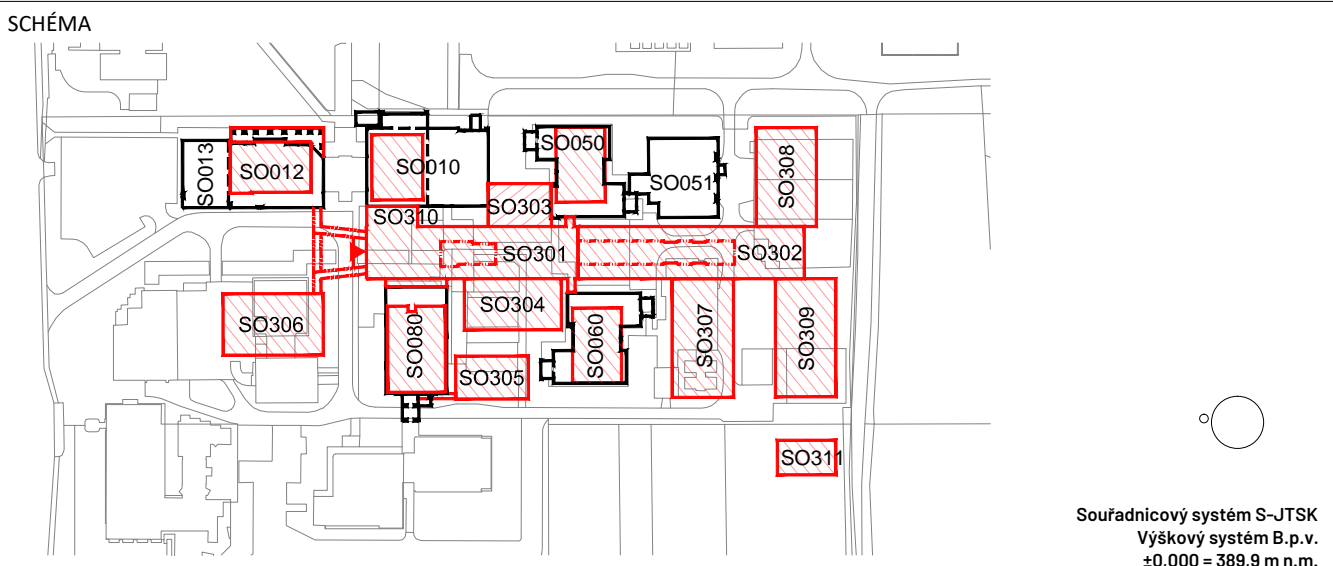 SCHÉMA
SO013
SO012
SO010
SO050
SO051
SO308
SO303
SO310
SO301
SO302
SO306
SO304
SO080
SO060
SO307
SO309
SO305
SO311
Souřadnicový systém S-JTSK
Výškový systém B.p.v.
±0,000 = 389,9 m n.m.